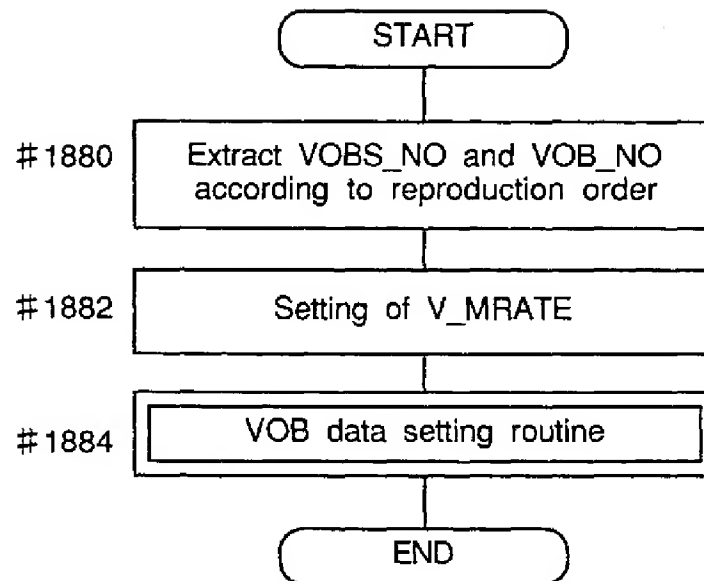 START
#1880
Extract VOBS_NO and VOB_NO
according to reproduction order
#1882
Setting of V_MRATE
#1884
VOB data setting routine
END